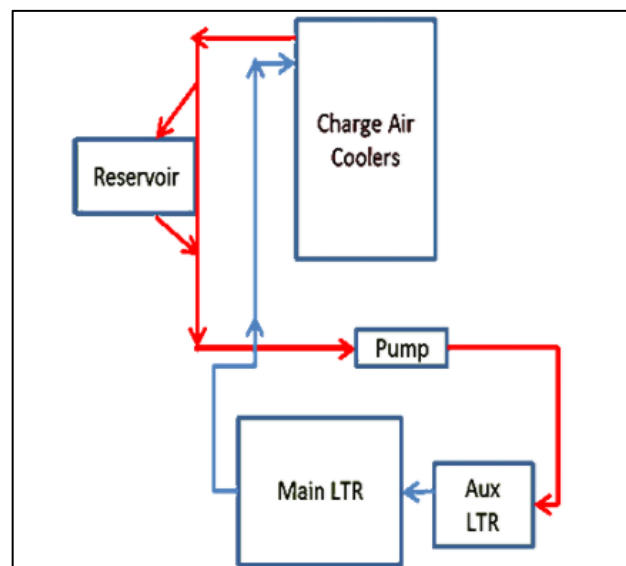 Charge Air
Coolers
Reservoir
Pump
Main LTR
Aux
LTR